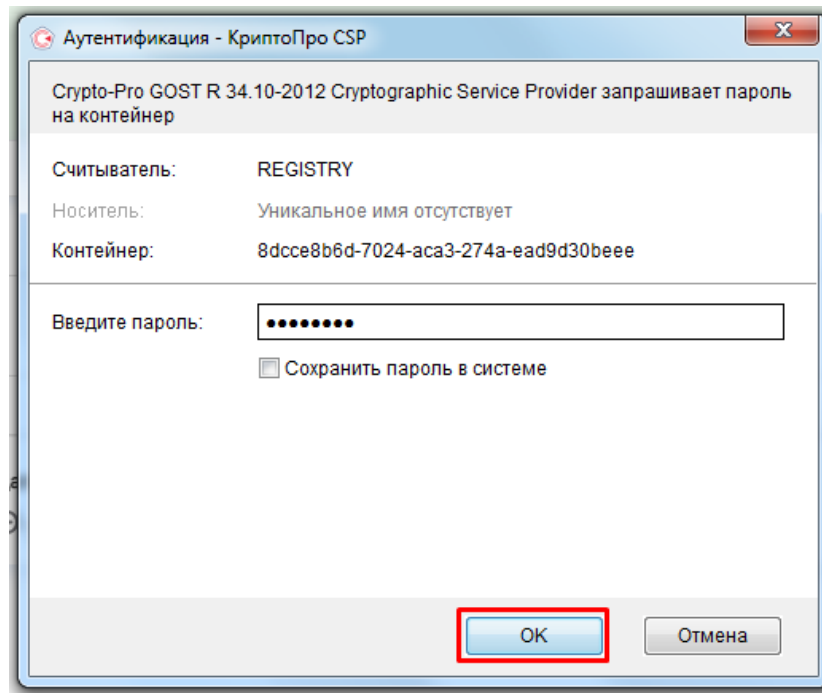 Аутентификация - КриптоПро CSP
Crypto-Pro GOST R 34.10-2012 Cryptographic Service Provider запрашивает пароль
на контейнер
Считыватель: REGISTRY
Носитель: Уникальное имя отсутствует
Контейнер: 8dcce8b6d-7024-aca3-274a-ead9d30beee
Введите пароль: ●●●●●●●●
Сохранить пароль в системе
OK Отмена